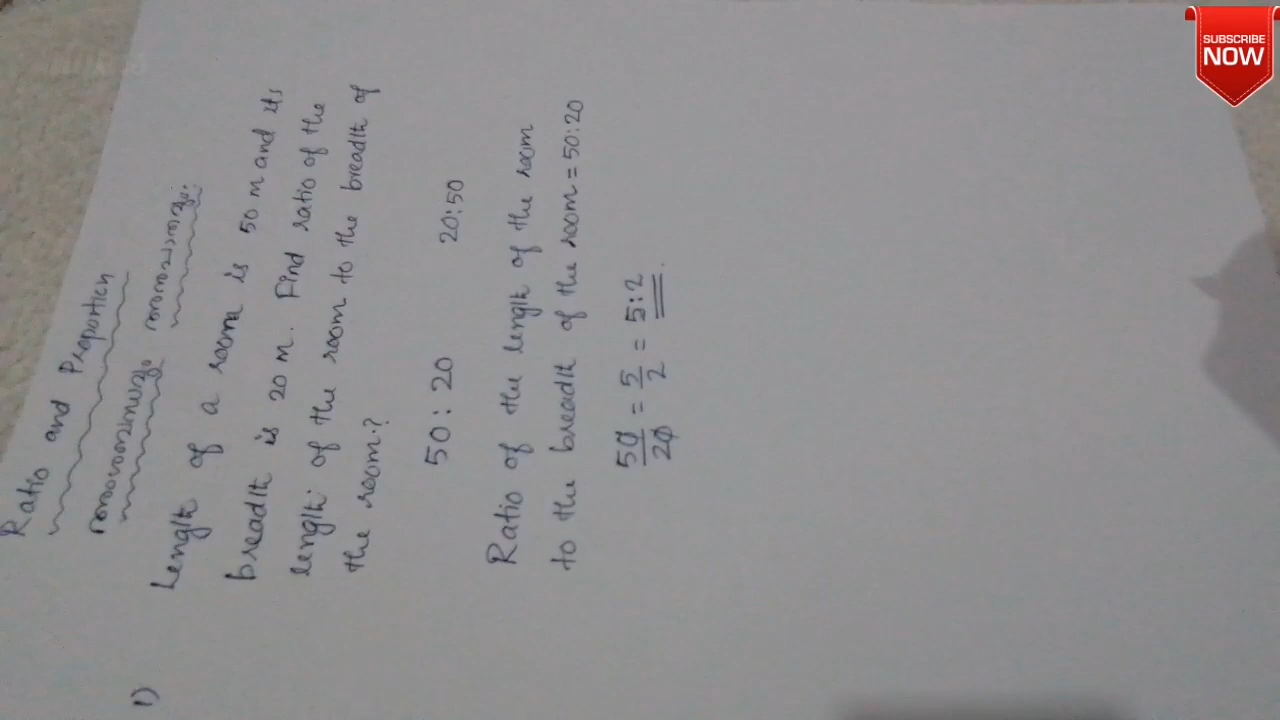 Ratio and Proportion
Length of a room is 50 m and its
breadth is 20 m. Find ratio of the
length of the room to the breadth of
the room.?
50 : 20 20:50
Ratio of the length of the room
to the breadth of the room = 50:20
50/20 = 5/2 = 5:2
1)
SUBSCRIBE
NOW